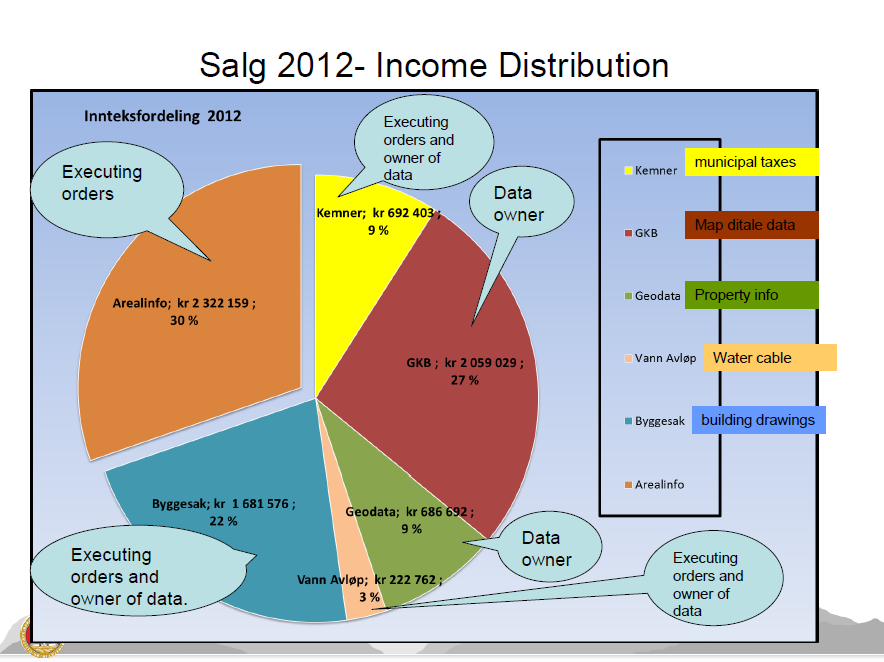 Salg 2012- Income Distribution
Innteksfordeling 2012
Executing
orders and
owner of
data
Executing
orders
Data
owner
Kemner; kr 692 403 ;
9 %
Arealinfo; kr 2 322 159 ;
30 %
GKB ; kr 2 059 029 ;
27 %
Byggesak; kr 1 681 576 ;
22 %
Geodata; kr 686 692 ;
9 %
Vann Avløp; kr 222 762 ;
3 %
Executing
orders and
owner of data.
Data
owner
Executing
orders and
owner of
data
Kemner
municipal taxes
GKB
Map ditale data
Geodata
Property info
Vann Avløp
Water cable
Byggesak
building drawings
Arealinfo